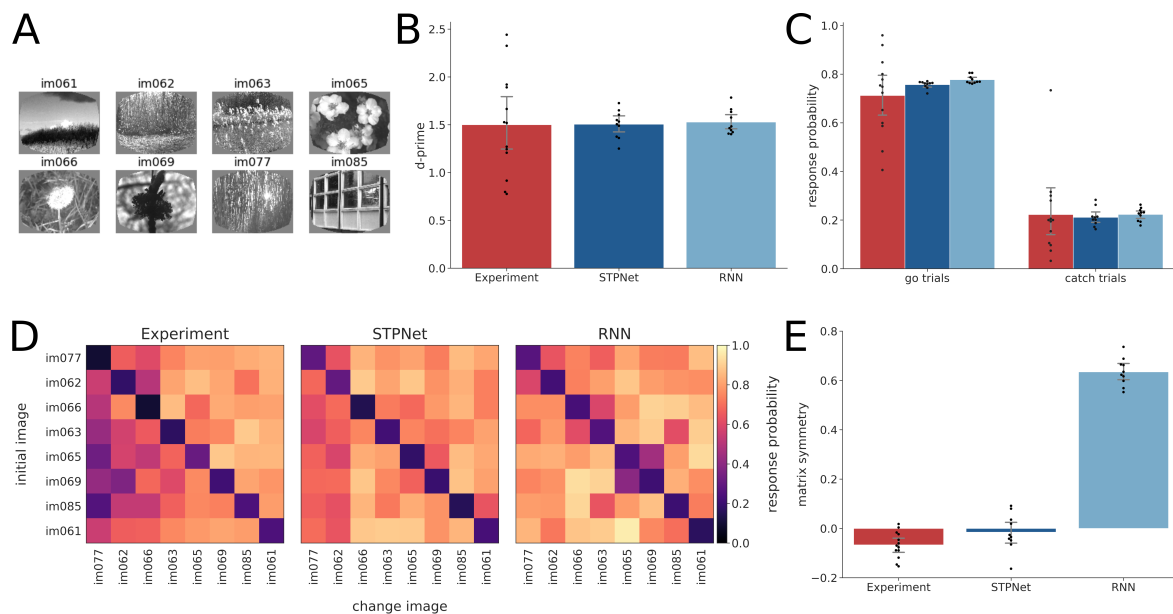 A
im061 im062 im063 im065
im066 im069 im077 im085
B
d-prime
2.5
2.0
1.5
1.0
0.5
0.0
Experiment STPNet RNN
C
response probability
1.0
0.8
0.6
0.4
0.2
0.0
go trials catch trials
D
Experiment STPNet RNN
initial image
im077
im062
im066
im063
im065
im069
im085
im061
im077 im062 im066 im063 im065 im069 im085 im061
im077 im062 im066 im063 im065 im069 im085 im061
im077 im062 im066 im063 im065 im069 im085 im061
change image
1.0
0.8
0.6
0.4
0.2
0.0
response probability
E
matrix symmetry
0.8
0.6
0.4
0.2
0.0
−0.2
Experiment STPNet RNN